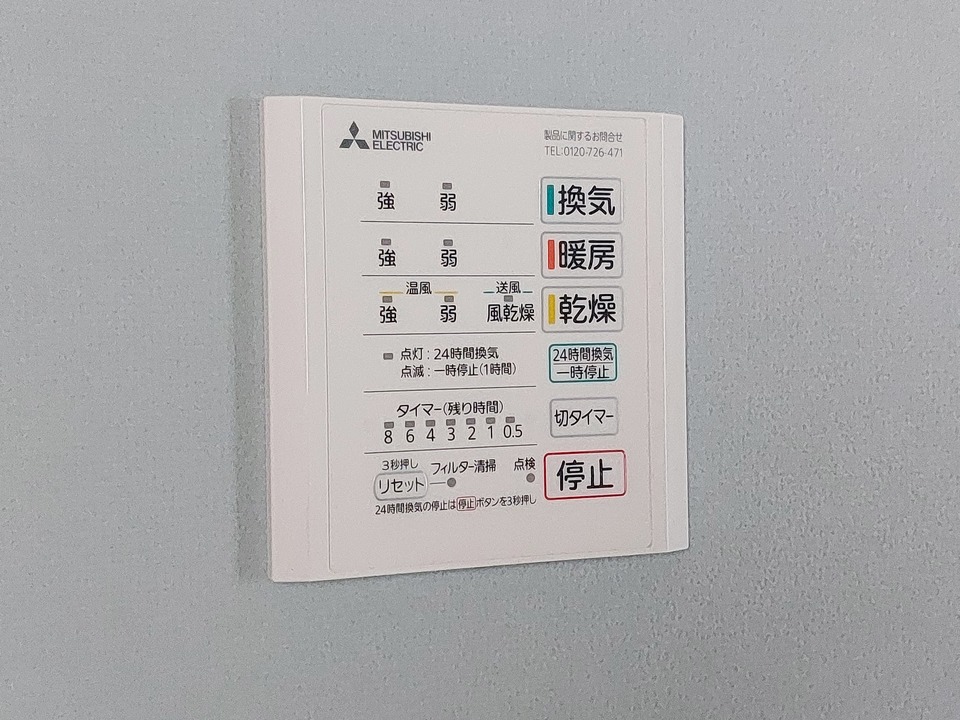 MITSUBISHI
ELECTRIC
製品に関するお問合せ
TEL:0120-726-471
強 弱 換気
強 弱 暖房
温風 送風
強 弱 風乾燥 乾燥
点灯:24時間換気
点滅:一時停止(1時間)
24時間換気
一時停止
タイマー(残り時間)
8 6 4 3 2 1 0.5
切タイマー
3秒押し
リセット フィルター清掃 点検
停止
24時間換気の停止は停止ボタンを3秒押し